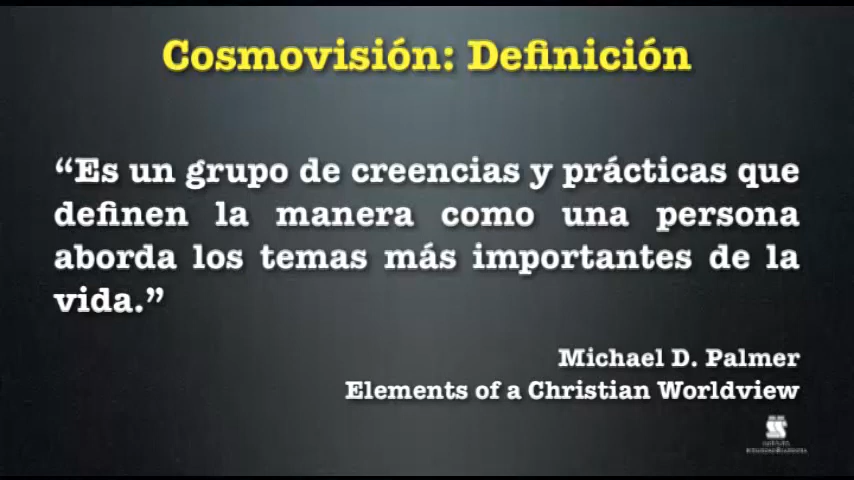 Cosmovisión: Definición
“Es un grupo de creencias y prácticas que
definen la manera como una persona
aborda los temas más importantes de la
vida.”
Michael D. Palmer
Elements of a Christian Worldview